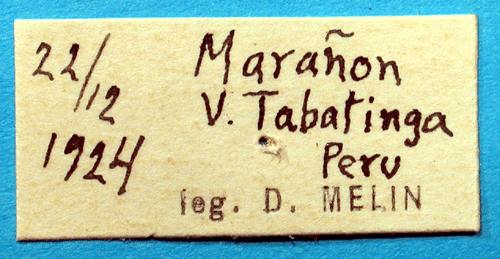 22/12
1924
Marañon
V. Tabatinga
Peru
leg. D. MELIN